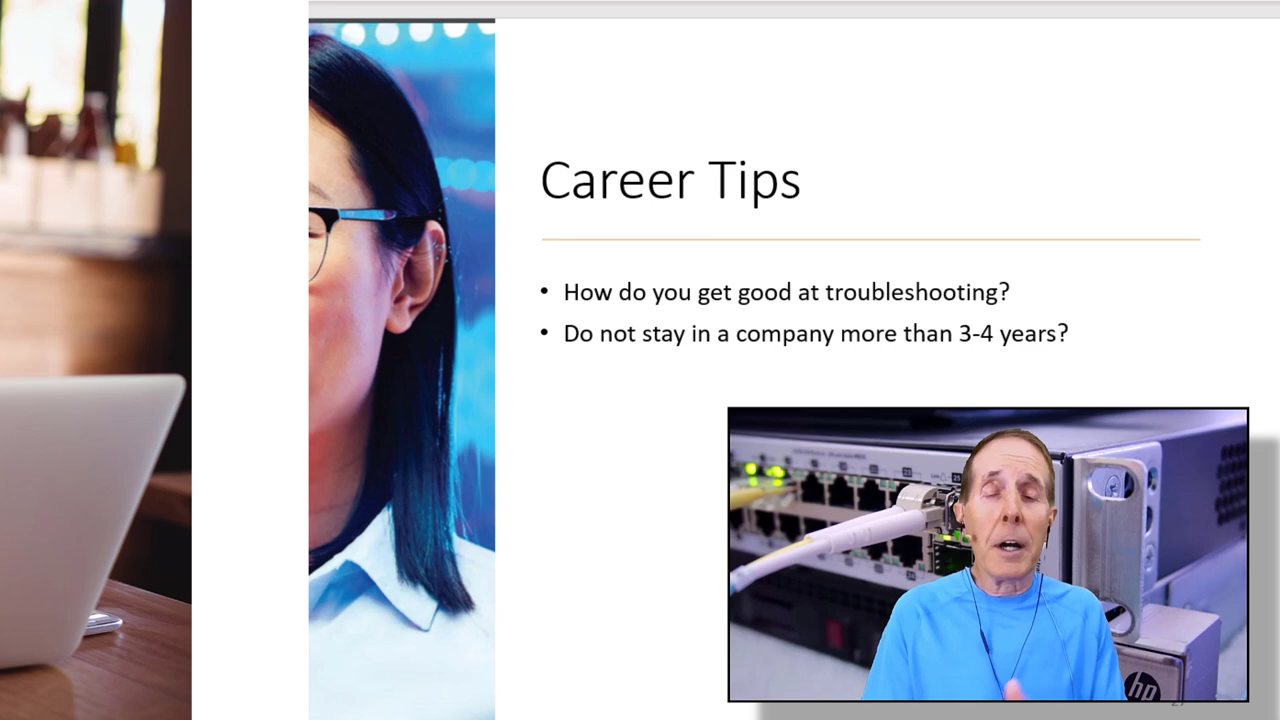 Career Tips
• How do you get good at troubleshooting?
• Do not stay in a company more than 3-4 years?
hp